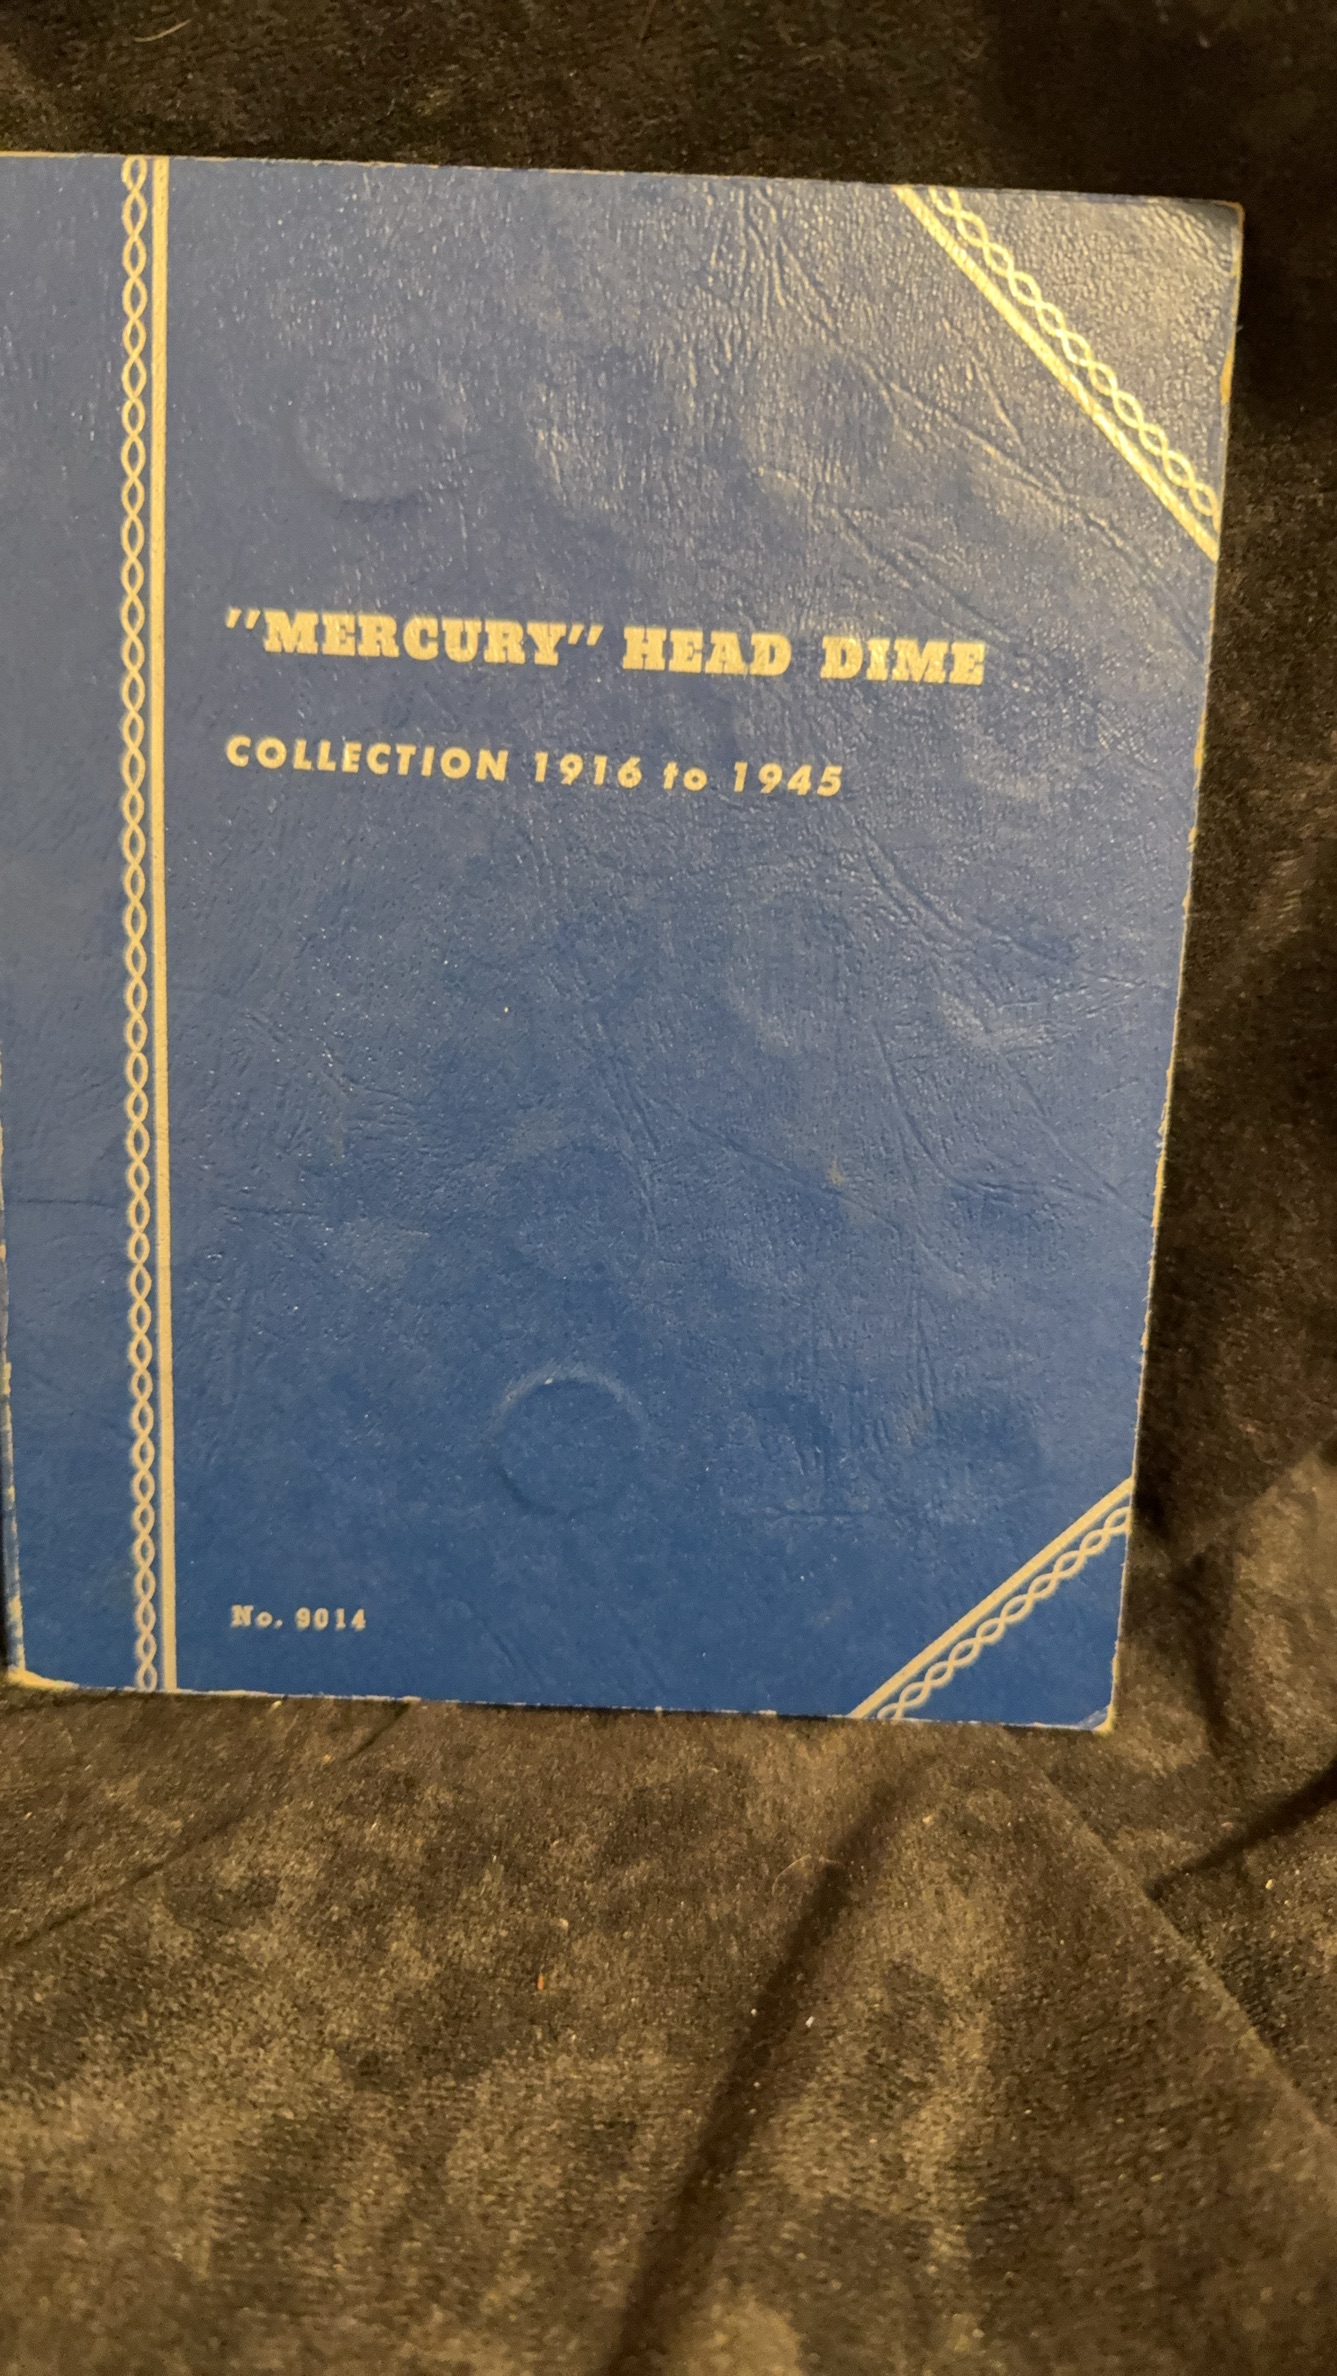 "MERCURY" HEAD DIME
COLLECTION 1916 to 1945
No. 9014